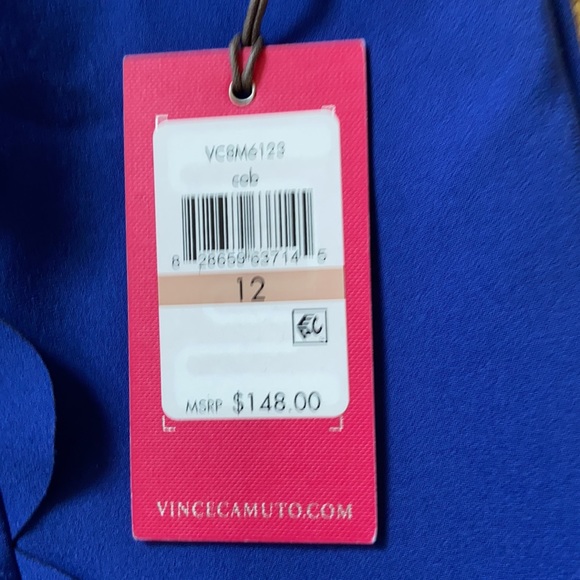 VC8M6123
cob
8 28659 63714 5
12
MSRP $148.00
VINCECAMUTO.COM